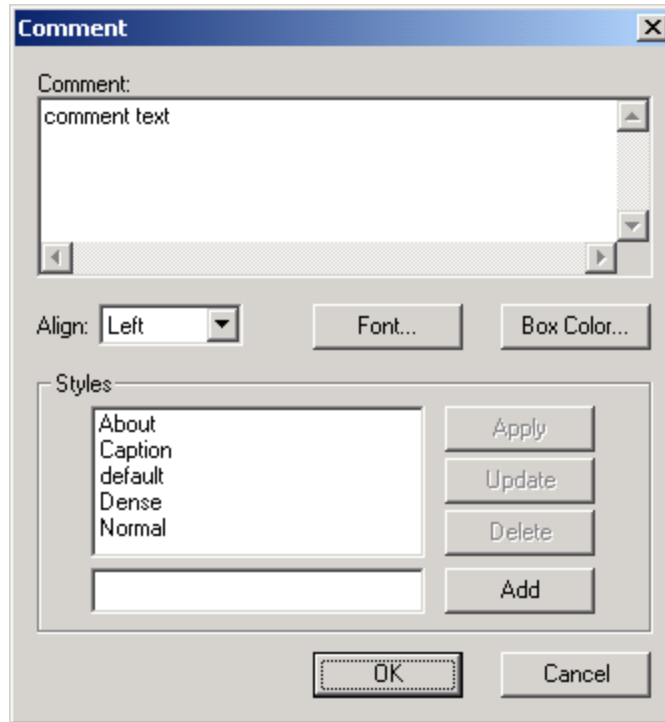 Comment
Comment:
comment text
Align: Left Font... Box Color...
Styles
About
Caption
default
Dense
Normal
Apply
Update
Delete
Add
OK Cancel